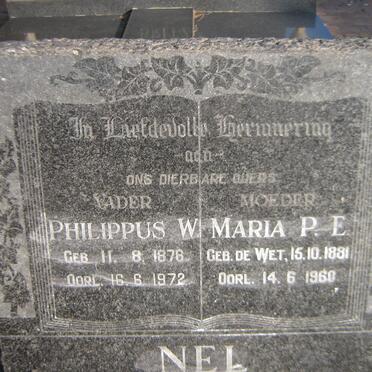 In Liefdevolle Herinnering
aan
ONS DIERBARE OUERS
VADER MOEDER
PHILIPPUS W. MARIA P. E.
GEB. 11. 8. 1876 GEB. DE WET, 15.10.1881
OORL. 16. 6. 1972 OORL. 14. 6. 1960
NEL